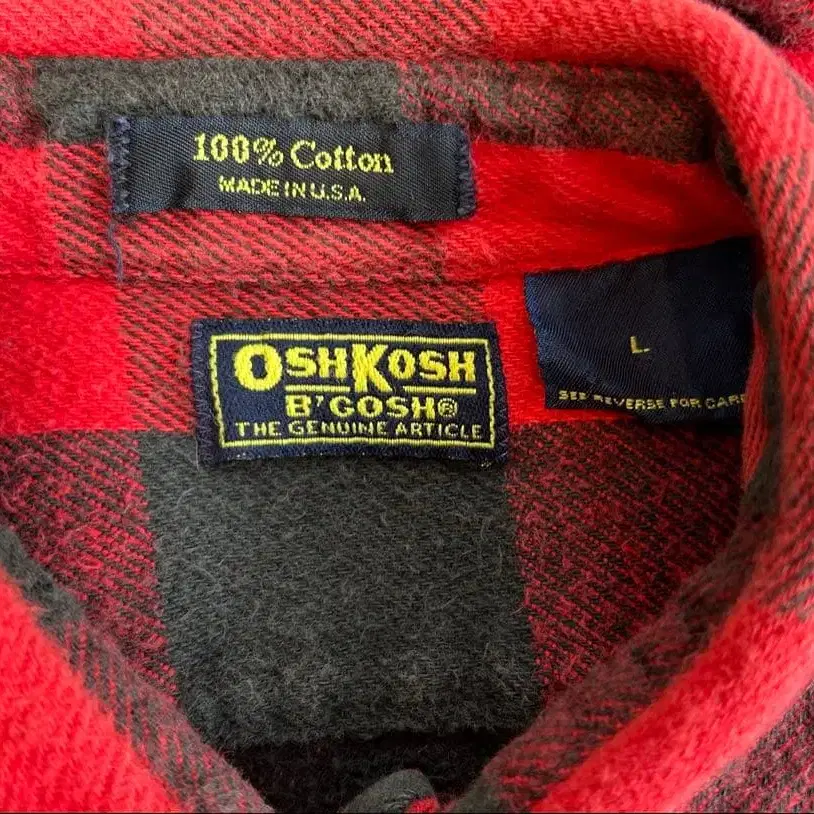 100% Cotton
MADE IN U.S.A.
OSHKOSH
B'GOSH®
THE GENUINE ARTICLE
L
SEE REVERSE FOR CARE